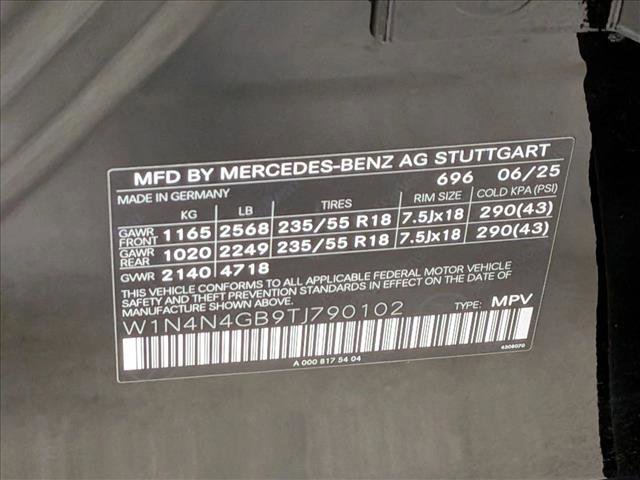 MFD BY MERCEDES-BENZ AG STUTTGART
MADE IN GERMANY 696 06/25
KG LB TIRES RIM SIZE COLD KPA (PSI)
GAWR FRONT 1165 2568 235/55 R18 7.5Jx18 290(43)
GAWR REAR 1020 2249 235/55 R18 7.5Jx18 290(43)
GVWR 2140 4718
THIS VEHICLE CONFORMS TO ALL APPLICABLE FEDERAL MOTOR VEHICLE
SAFETY AND THEFT PREVENTION STANDARDS IN EFFECT ON THE DATE OF
MANUFACTURE SHOWN ABOVE.
W1N4N4GB9TJ790102 TYPE: MPV
A 000 817 54 04